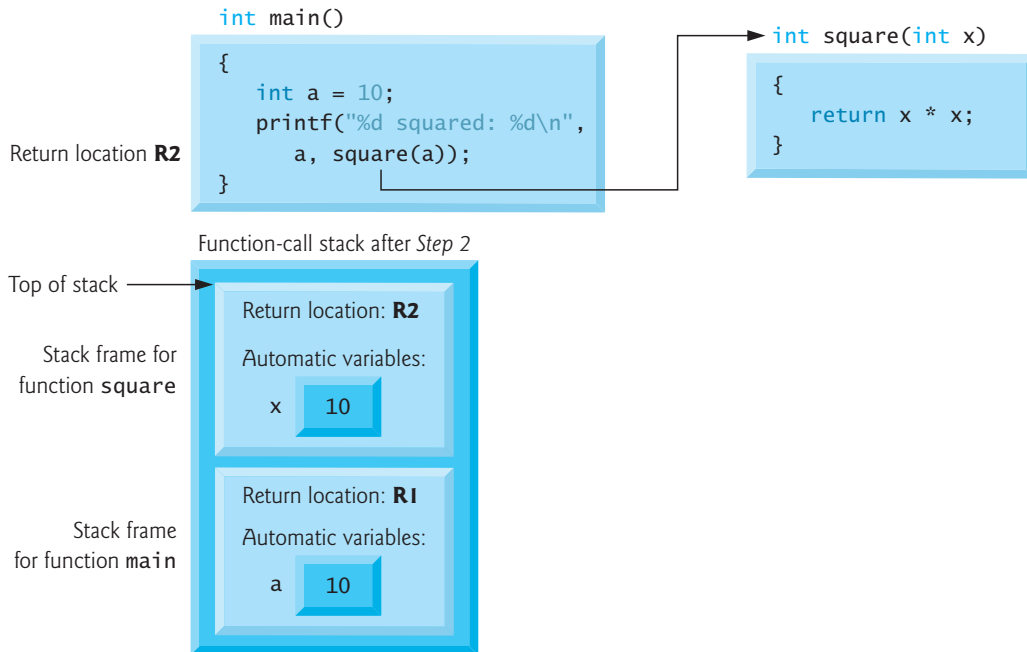 int main()
{
int a = 10;
printf("%d squared: %d\n",
a, square(a));
}
Return location R2
int square(int x)
{
return x * x;
}
Function-call stack after Step 2
Top of stack
Return location: R2
Automatic variables:
x 10
Stack frame for
function square
Return location: R1
Automatic variables:
a 10
Stack frame
for function main